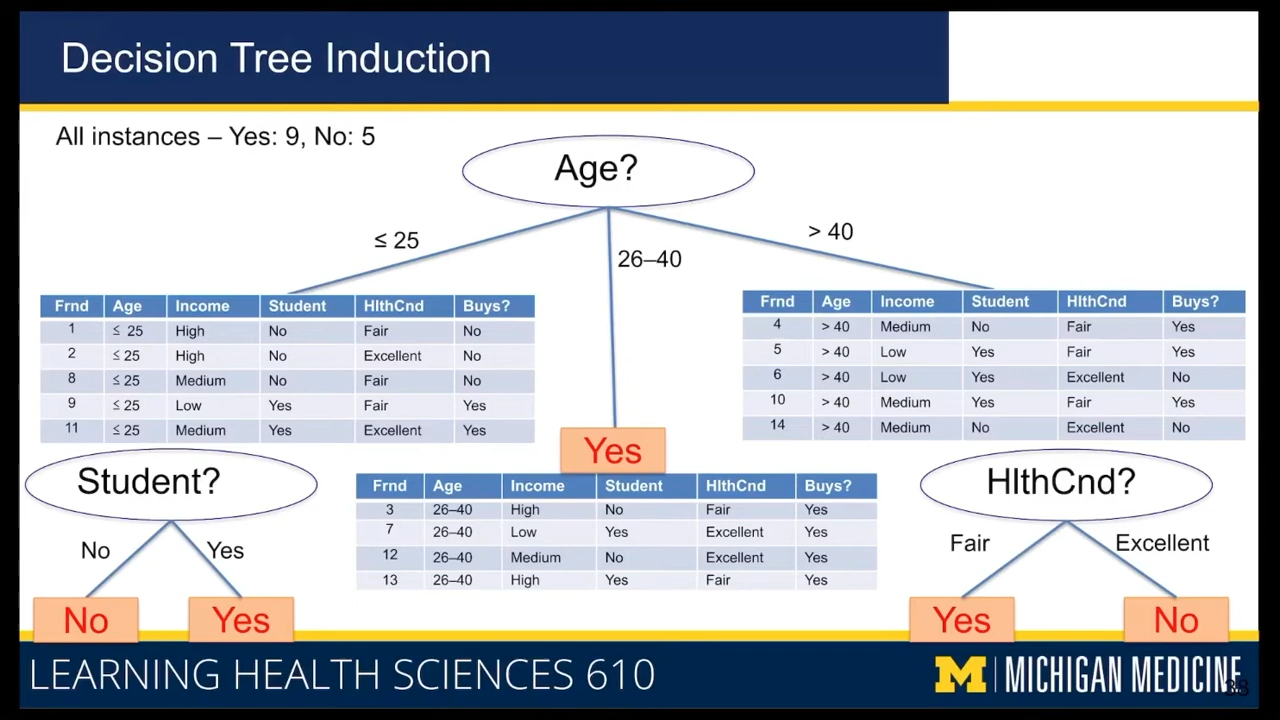 Decision Tree Induction
All instances – Yes: 9, No: 5
Age?
≤ 25
26–40
> 40
Frnd Age Income Student HlthCnd Buys?
1 ≤ 25 High No Fair No
2 ≤ 25 High No Excellent No
8 ≤ 25 Medium No Fair No
9 ≤ 25 Low Yes Fair Yes
11 ≤ 25 Medium Yes Excellent Yes
Frnd Age Income Student HlthCnd Buys?
4 > 40 Medium No Fair Yes
5 > 40 Low Yes Fair Yes
6 > 40 Low Yes Excellent No
10 > 40 Medium Yes Fair Yes
14 > 40 Medium No Excellent No
Yes
Frnd Age Income Student HlthCnd Buys?
3 26–40 High No Fair Yes
7 26–40 Low Yes Excellent Yes
12 26–40 Medium No Excellent Yes
13 26–40 High Yes Fair Yes
Student?
No Yes
No Yes
HlthCnd?
Fair Excellent
Yes No
LEARNING HEALTH SCIENCES 610
M MICHIGAN MEDICINE
38